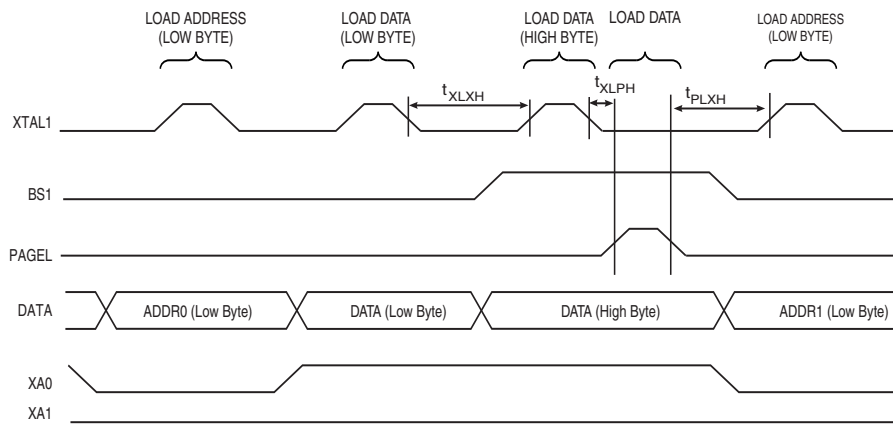 LOAD ADDRESS
(LOW BYTE)
LOAD DATA
(LOW BYTE)
LOAD DATA
(HIGH BYTE)
LOAD DATA
LOAD ADDRESS
(LOW BYTE)
tXLXH
tXLPH
tPLXH
XTAL1
BS1
PAGEL
DATA
ADDR0 (Low Byte)
DATA (Low Byte)
DATA (High Byte)
ADDR1 (Low Byte)
XA0
XA1